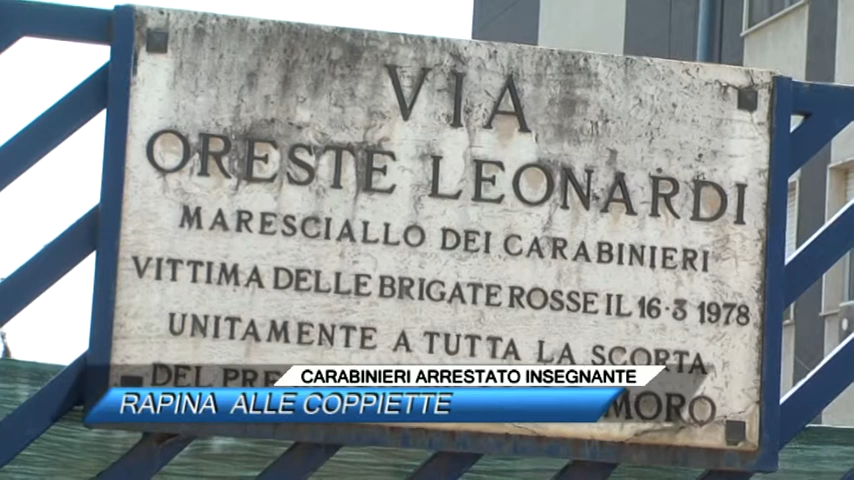 VIA
ORESTE LEONARDI
MARESCIALLO DEI CARABINIERI
VITTIMA DELLE BRIGATE ROSSE IL 16·3 1978
UNITAMENTE A TUTTA LA SCORTA
DEL
MORO
CARABINIERI ARRESTATO INSEGNANTE
RAPINA ALLE COPPIETTE